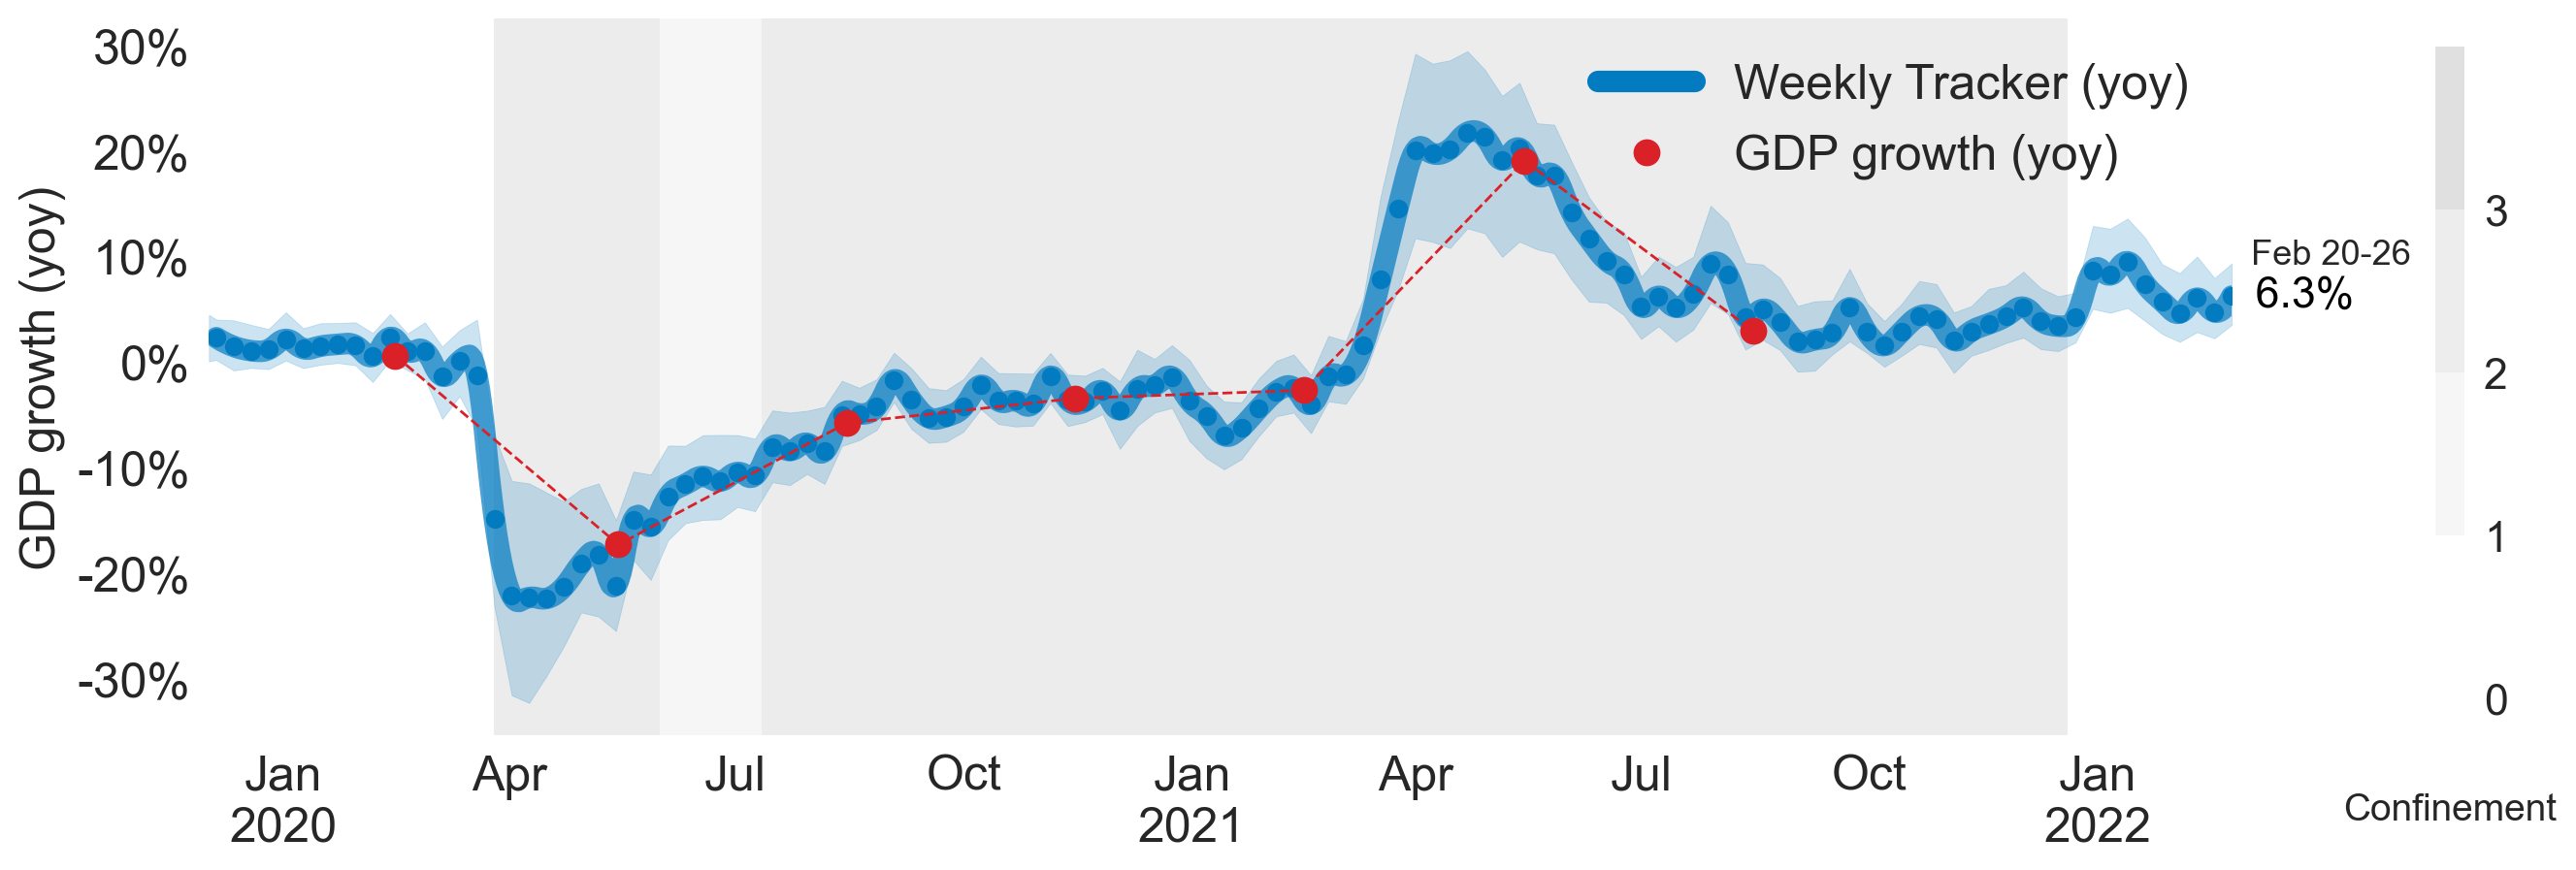 GDP growth (yoy)
30%
20%
10%
0%
-10%
-20%
-30%
Weekly Tracker (yoy)
GDP growth (yoy)
Feb 20-26
6.3%
3
2
1
0
Jan
2020
Apr
Jul
Oct
Jan
2021
Apr
Jul
Oct
Jan
2022
Confinement